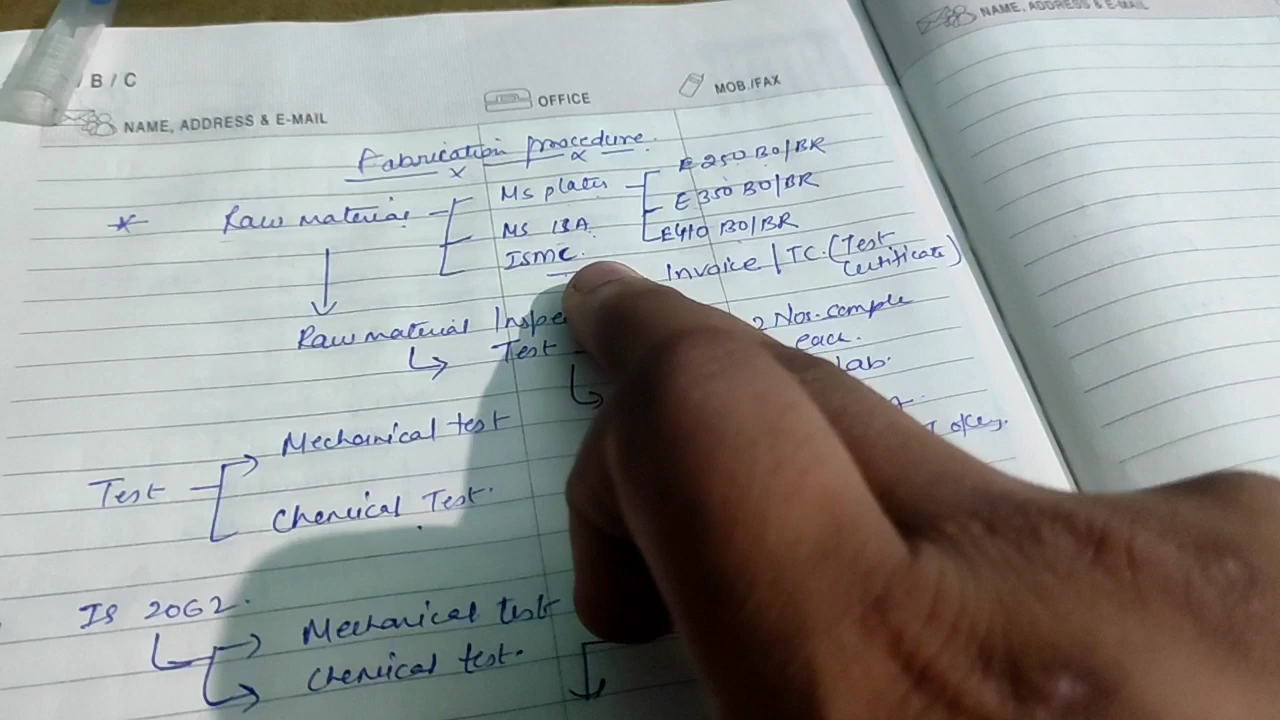 / B / C
NAME, ADDRESS & E-MAIL
OFFICE
MOB./FAX
NAME, ADDRESS & E-MAIL
Fabrication procedure.
* Raw material
MS plates
E250 BO/BR
E350 BO/BR
E410 BO/BR
MS
ISMC.
Invoice / TC. (Test Certificate)
Raw material Inspe
Test
2 Nos. sample
each.
lab.
okey.
Test
Mechanical test
Chemical Test.
IS 2062.
Mechanical test
Chemical test.